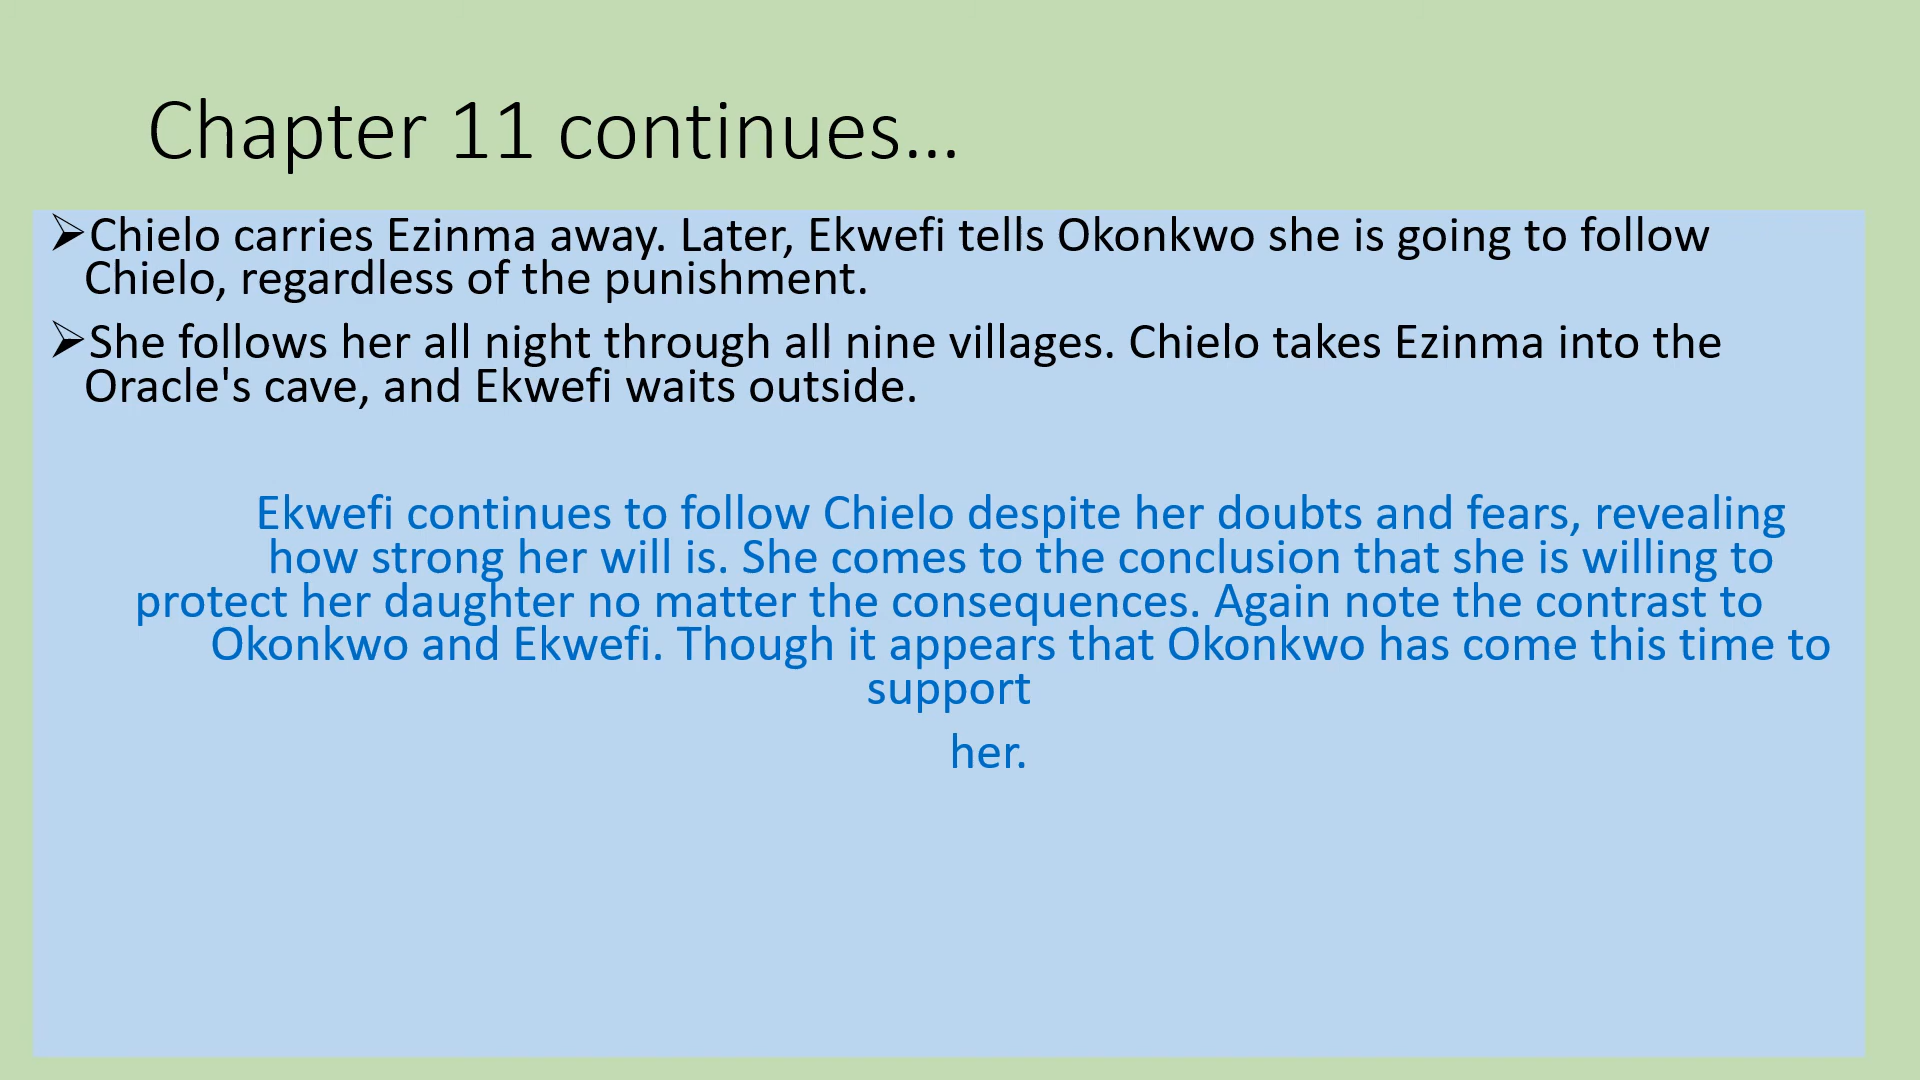 Chapter 11 continues…
➢Chielo carries Ezinma away. Later, Ekwefi tells Okonkwo she is going to follow
Chielo, regardless of the punishment.
➢She follows her all night through all nine villages. Chielo takes Ezinma into the
Oracle's cave, and Ekwefi waits outside.
Ekwefi continues to follow Chielo despite her doubts and fears, revealing
how strong her will is. She comes to the conclusion that she is willing to
protect her daughter no matter the consequences. Again note the contrast to
Okonkwo and Ekwefi. Though it appears that Okonkwo has come this time to
support
her.